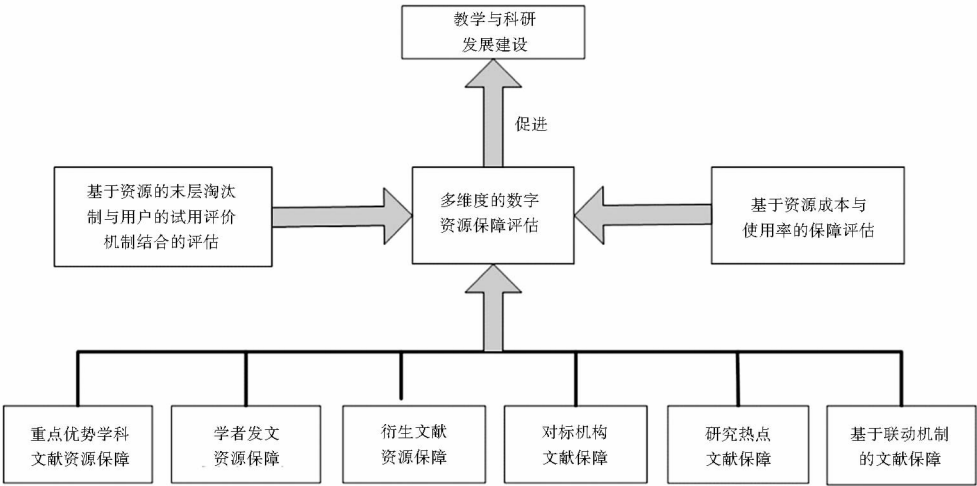 教学与科研
发展建设
促进
基于资源的末层淘汰
制与用户的试用评价
机制结合的评估
多维度的数字
资源保障评估
基于资源成本与
使用率的保障评估
重点优势学科
文献资源保障
学者发文
资源保障
衍生文献
资源保障
对标机构
文献保障
研究热点
文献保障
基于联动机制
的文献保障